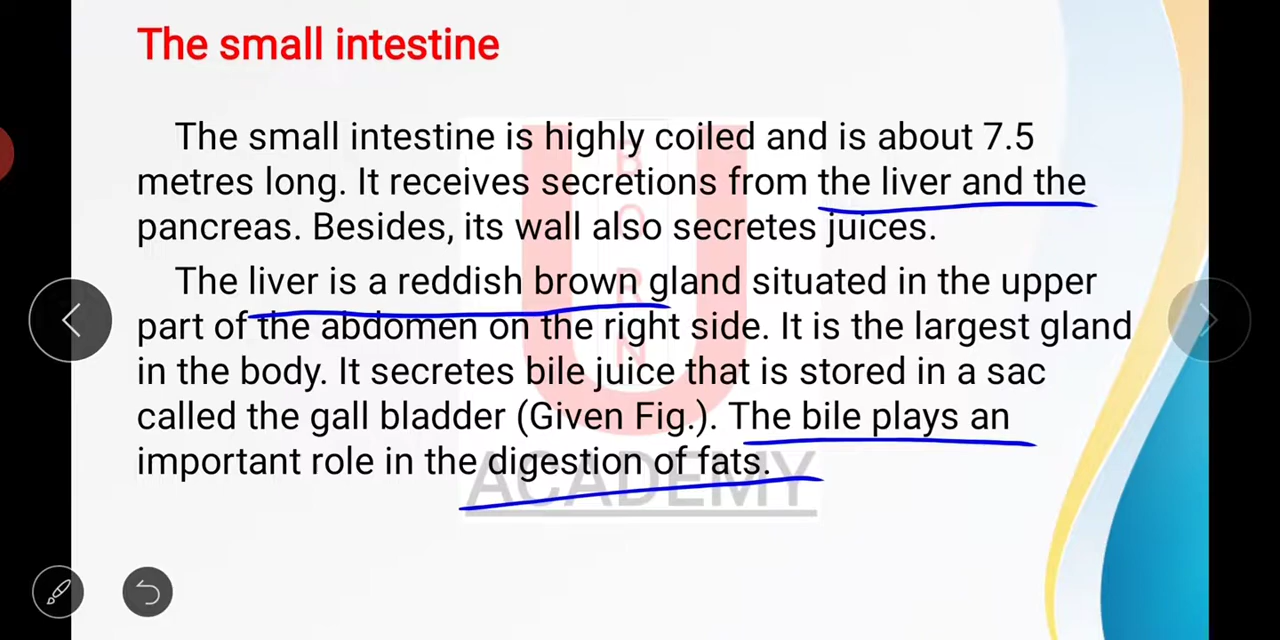 The small intestine
The small intestine is highly coiled and is about 7.5
metres long. It receives secretions from the liver and the
pancreas. Besides, its wall also secretes juices.
The liver is a reddish brown gland situated in the upper
part of the abdomen on the right side. It is the largest gland
in the body. It secretes bile juice that is stored in a sac
called the gall bladder (Given Fig.). The bile plays an
important role in the digestion of fats.
BORN
ACADEMY